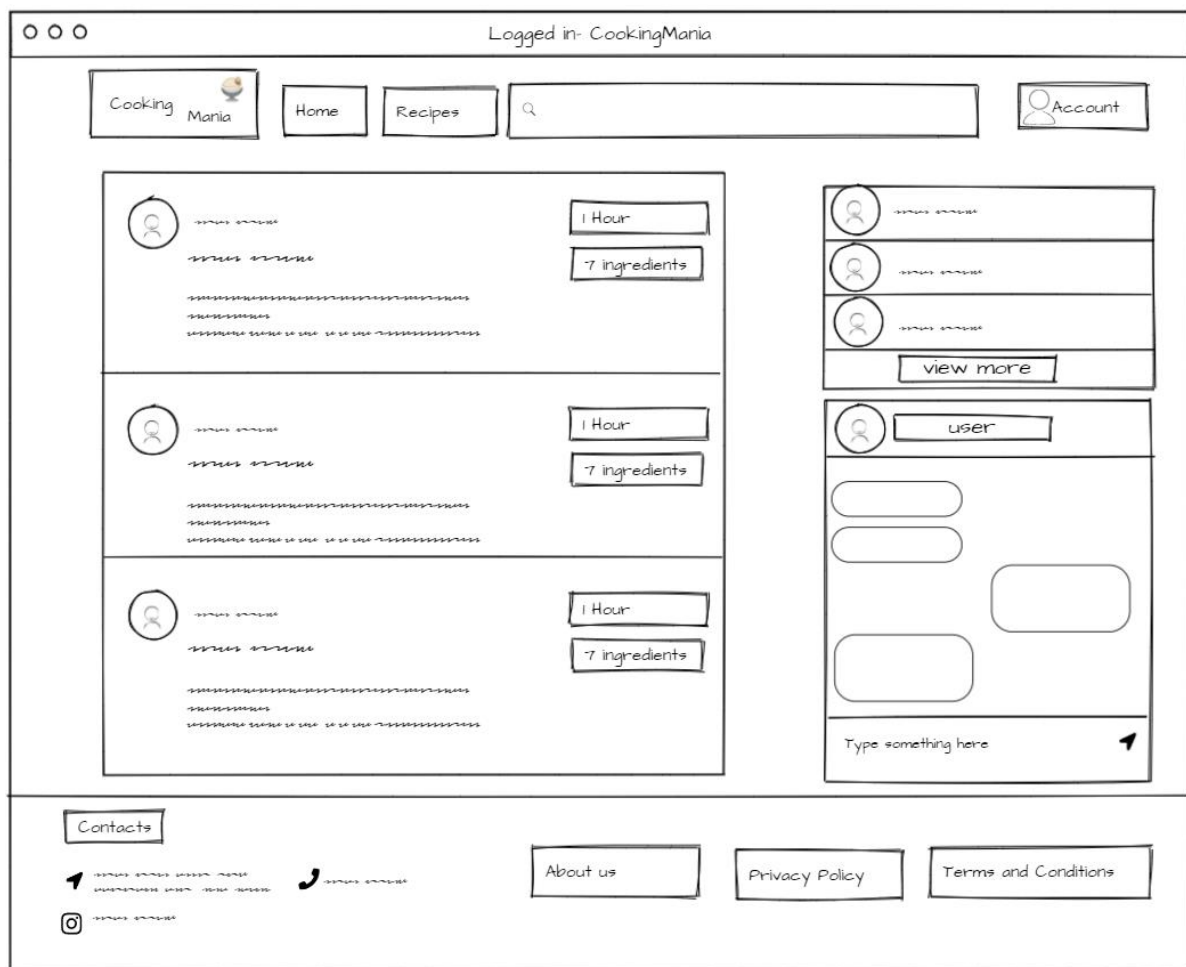 Logged in- CookingMania
Cooking
Mania
Home
Recipes
Account
1 Hour
7 ingredients
1 Hour
7 ingredients
1 Hour
7 ingredients
view more
user
Type something here
Contacts
About us
Privacy Policy
Terms and Conditions